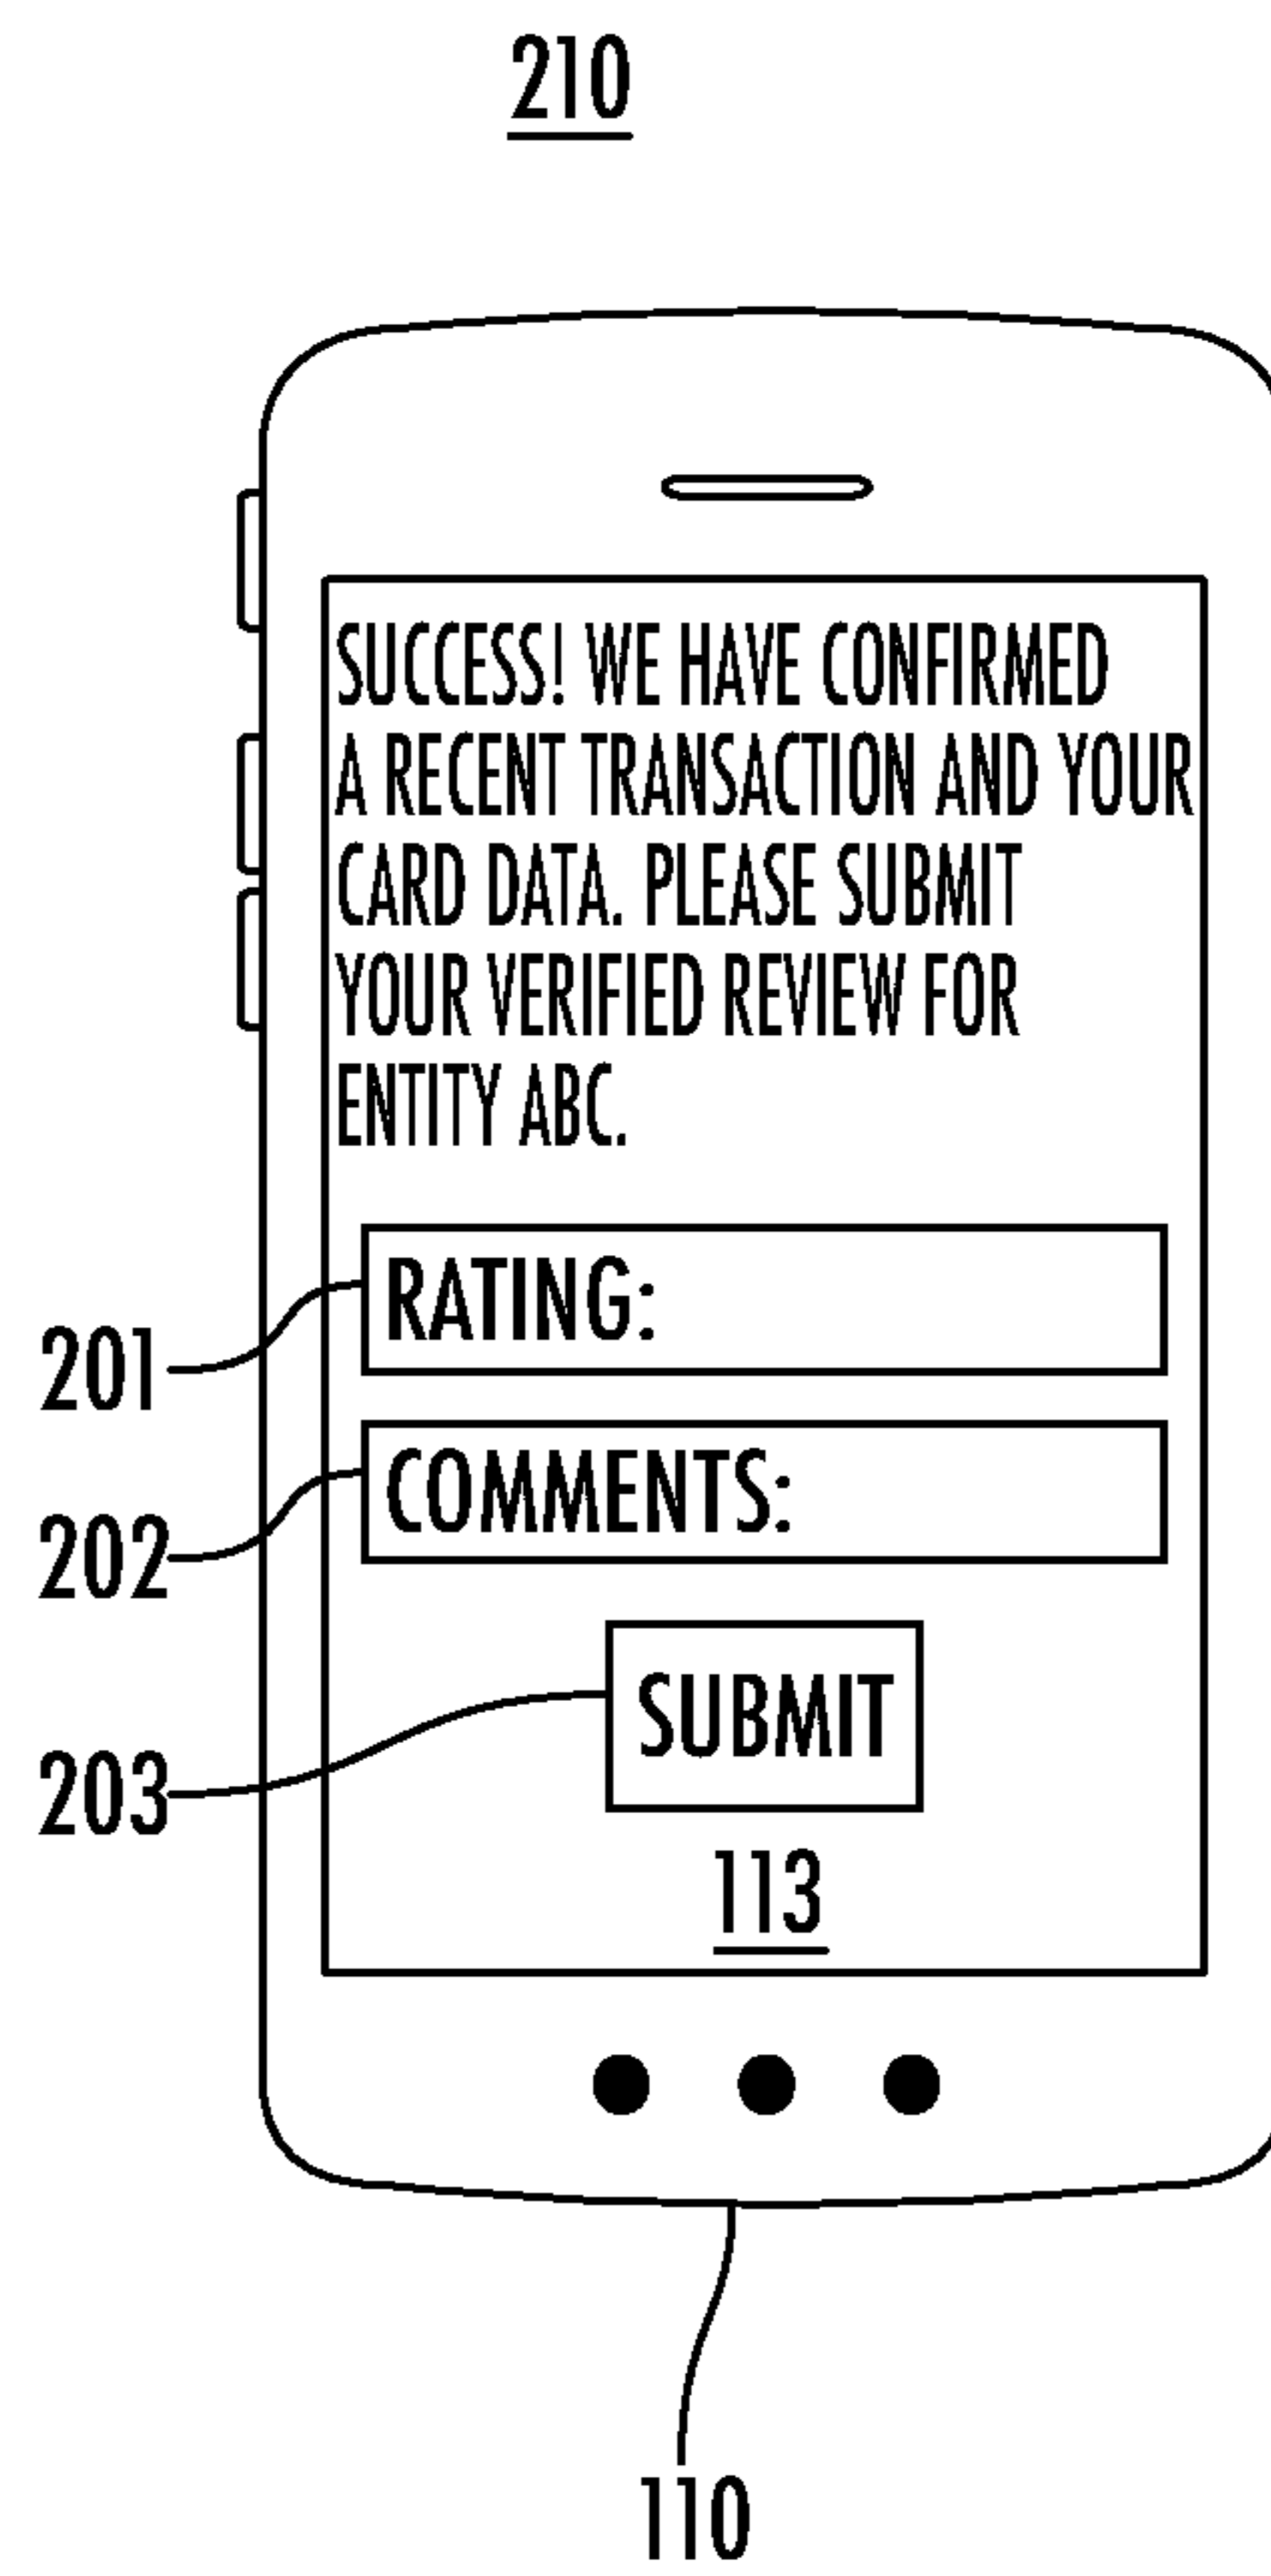 210
SUCCESS! WE HAVE CONFIRMED
A RECENT TRANSACTION AND YOUR
CARD DATA. PLEASE SUBMIT
YOUR VERIFIED REVIEW FOR
ENTITY ABC.
RATING:
201
COMMENTS:
202
SUBMIT
203
113
110